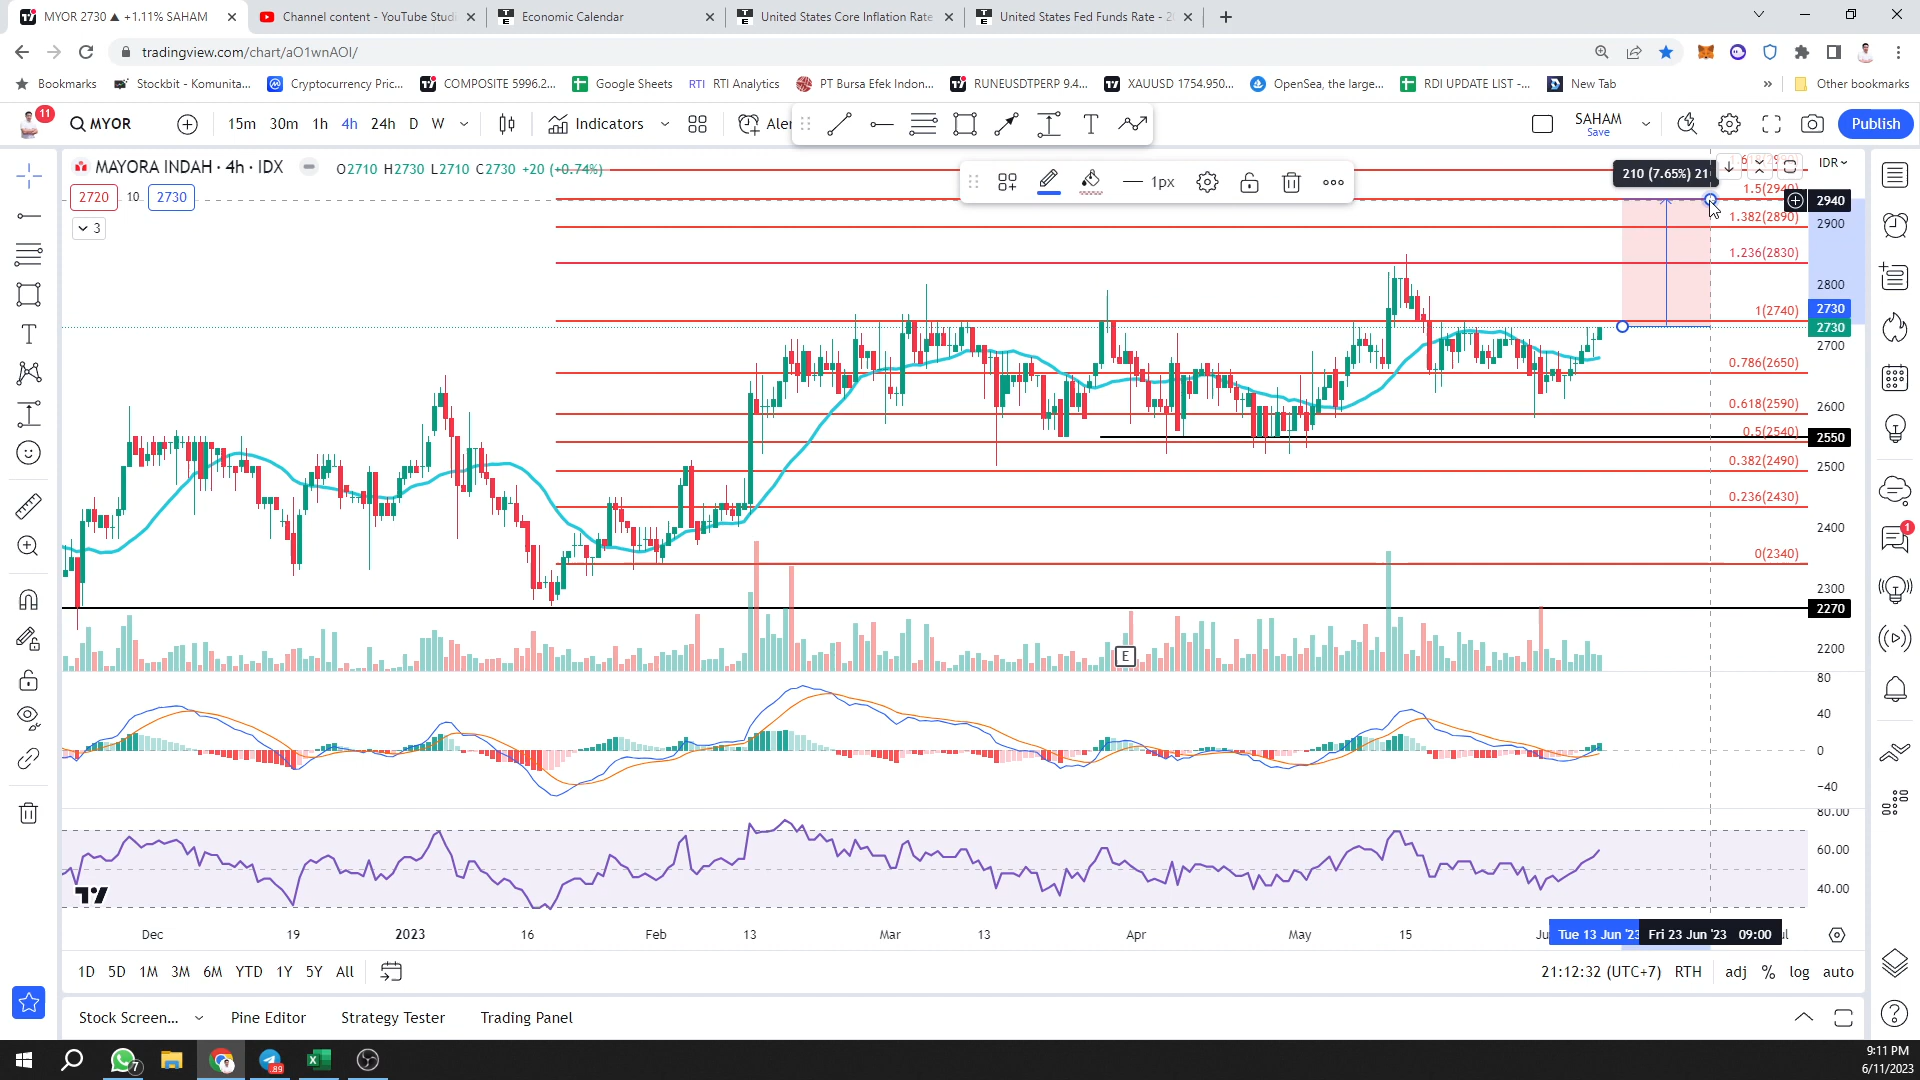 MYOR 2730 ▲ +1.11% SAHAM
Channel content - YouTube Studi
Economic Calendar
United States Core Inflation Rate
United States Fed Funds Rate - 20
tradingview.com/chart/aO1wnAOI/
Bookmarks
Stockbit - Komunita...
Cryptocurrency Pric...
COMPOSITE 5996.2...
Google Sheets
RTI Analytics
PT Bursa Efek Indon...
RUNEUSDTPERP 9.4...
XAUUSD 1754.950...
OpenSea, the large...
RDI UPDATE LIST -...
New Tab
»
Other bookmarks
11
MYOR
15m
30m
1h
4h
24h
D
W
Indicators
Aler
T
SAHAM
Save
Publish
MAYORA INDAH · 4h · IDX
O2710 H2730 L2710 C2730 +20 (+0.74%)
2720
10
2730
3
1px
210 (7.65%) 21
IDR
1.5(2940)
1.382(2890)
1.236(2830)
1(2740)
0.786(2650)
0.618(2590)
0.5(2540)
0.382(2490)
0.236(2430)
0(2340)
2940
2900
2800
2730
2730
2700
2600
2550
2500
2400
2300
2270
2200
E
80
40
0
−40
80.00
60.00
40.00
Dec
19
2023
16
Feb
13
Mar
13
Apr
May
15
Tue 13 Jun '23
Fri 23 Jun '23 09:00
1D 5D 1M 3M 6M YTD 1Y 5Y All
21:12:32 (UTC+7)
RTH
adj
%
log
auto
Stock Screen...
Pine Editor
Strategy Tester
Trading Panel
1
7
89
9:11 PM
6/11/2023